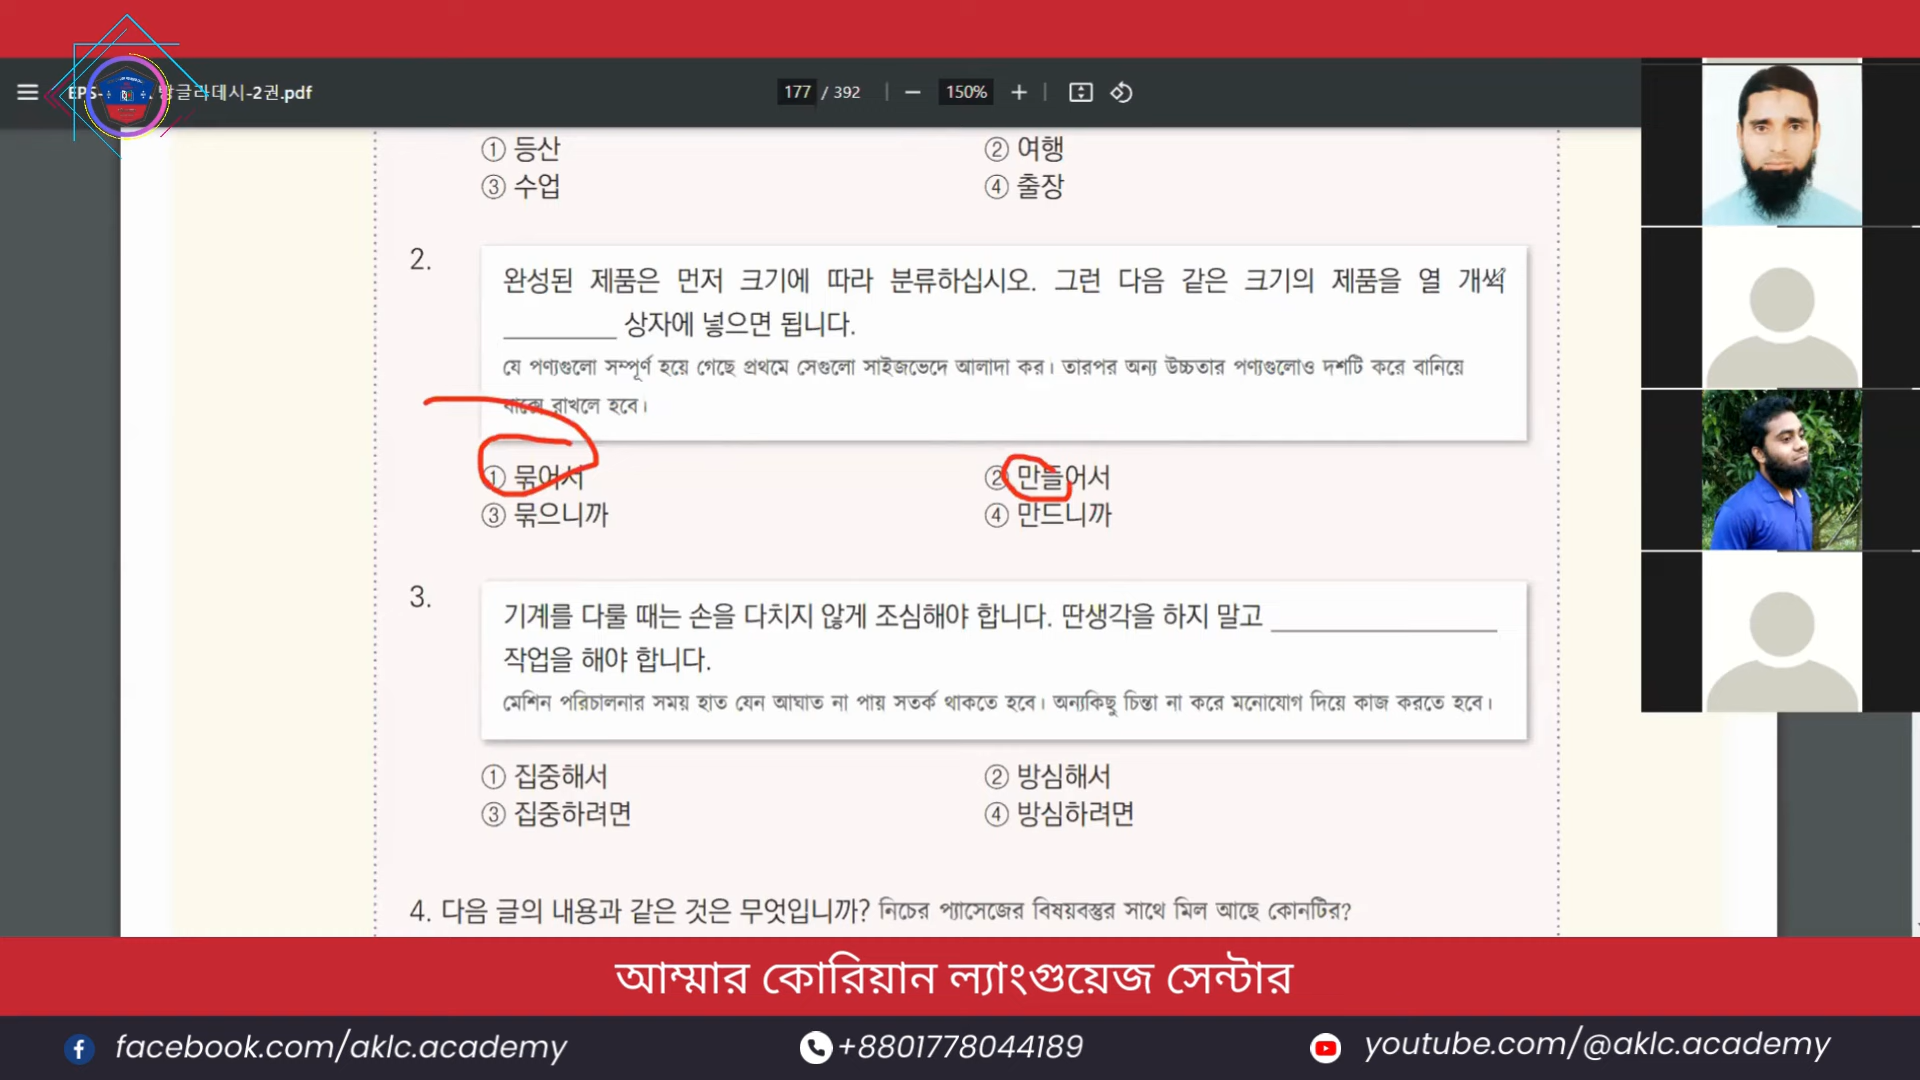 방글라데시-2권.pdf
177 / 392
150%
① 등산
② 여행
③ 수업
④ 출장
2.
완성된 제품은 먼저 크기에 따라 분류하십시오. 그런 다음 같은 크기의 제품을 열 개씩
________ 상자에 넣으면 됩니다.
যে পণ্যগুলো সম্পূর্ণ হয়ে গেছে প্রথমে সেগুলো সাইজভেদে আলাদা কর। তারপর অন্য উচ্চতার পণ্যগুলোও দশটি করে বানিয়ে
বাক্সে রাখলে হবে।
① 묶어서
② 만들어서
③ 묶으니까
④ 만드니까
3.
기계를 다룰 때는 손을 다치지 않게 조심해야 합니다. 딴생각을 하지 말고 ________________
작업을 해야 합니다.
মেশিন পরিচালনার সময় হাত যেন আঘাত না পায় সতর্ক থাকতে হবে। অন্যকিছু চিন্তা না করে মনোযোগ দিয়ে কাজ করতে হবে।
① 집중해서
② 방심해서
③ 집중하려면
④ 방심하려면
4. 다음 글의 내용과 같은 것은 무엇입니까? নিচের প্যাসেজের বিষয়বস্তুর সাথে মিল আছে কোনটির?
আম্মার কোরিয়ান ল্যাংগুয়েজ সেন্টার
facebook.com/aklc.academy
+8801778044189
youtube.com/@aklc.academy